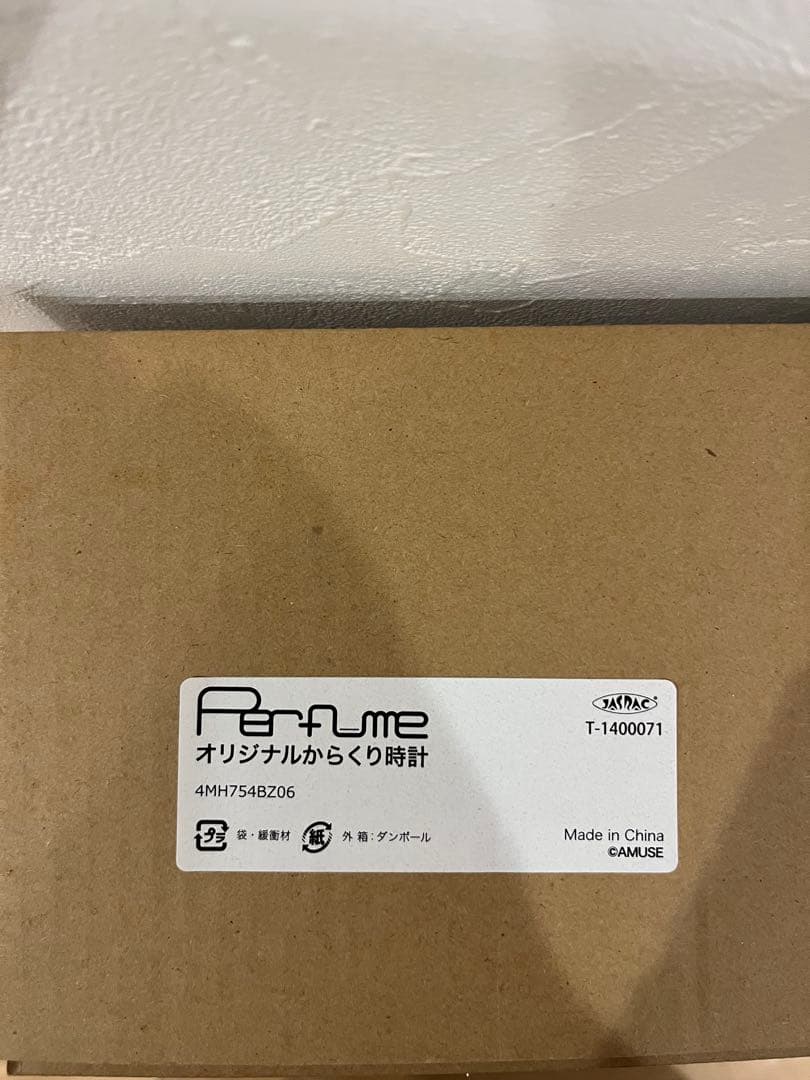 Perfume
オリジナルからくり時計
4MH754BZ06
プラ 袋・緩衝材 紙 外箱：ダンボール
JASRAC
T-1400071
Made in China
©AMUSE